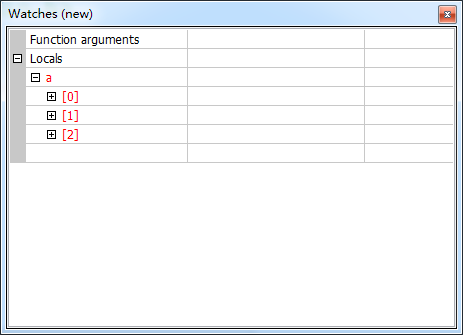 Watches (new)
Function arguments
Locals
a
[0]
[1]
[2]